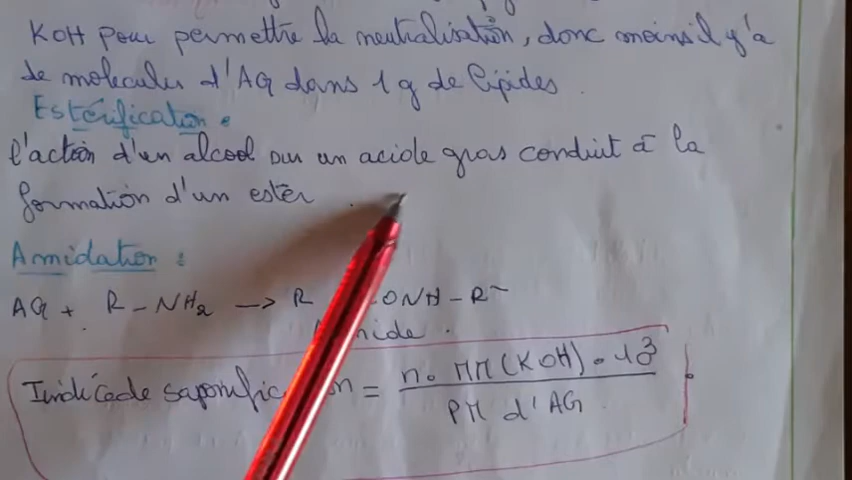 KOH pour permettre la neutralisation, donc moins il y'a
de molecules d'AG dans 1 g de lipides.
Estérification :
l'action d'un alcool sur un acide gras conduit à la
formation d'un ester.
Amidation :
AG + R - NH2 -> R ONH - R
Indice de saponific n = n. MM(KOH) . 10³
PM d'AG